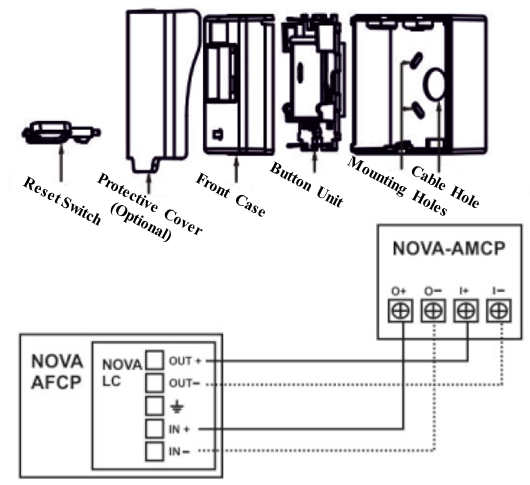 Reset Switch
Protective Cover
(Optional)
Front Case
Button Unit
Mounting Holes
Cable Hole
NOVA-AMCP
O+ O− I+ I−
NOVA
AFCP
NOVA
LC
OUT +
OUT−
IN +
IN −